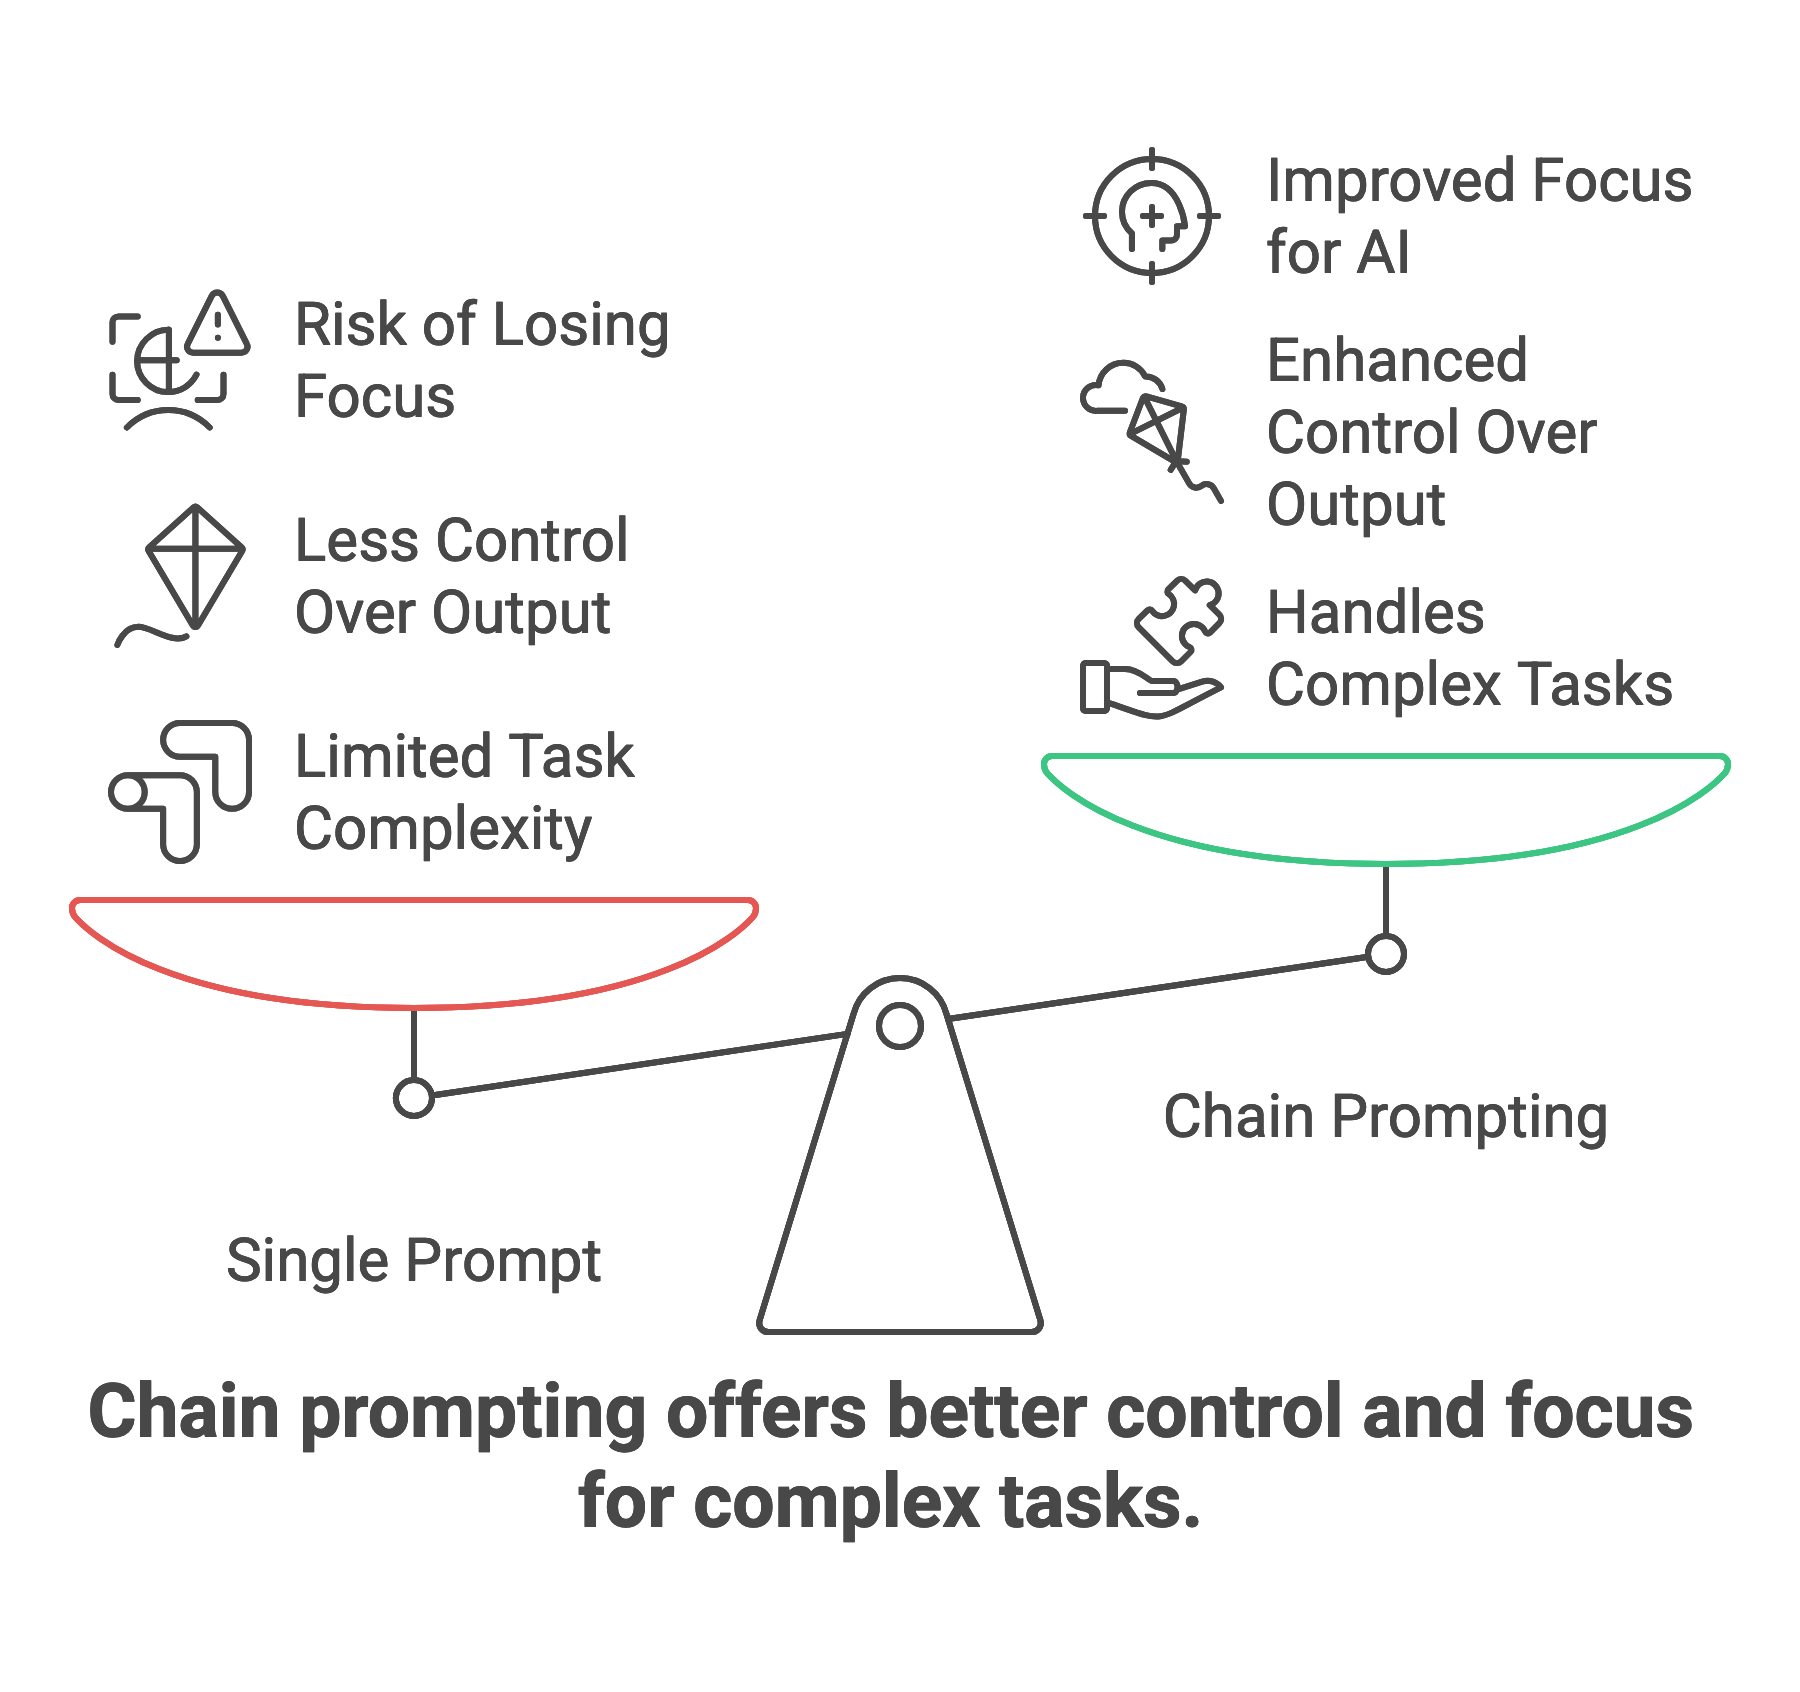 Risk of Losing
Focus
Less Control
Over Output
Limited Task
Complexity
Single Prompt
Improved Focus
for AI
Enhanced
Control Over
Output
Handles
Complex Tasks
Chain Prompting
Chain prompting offers better control and focus
for complex tasks.